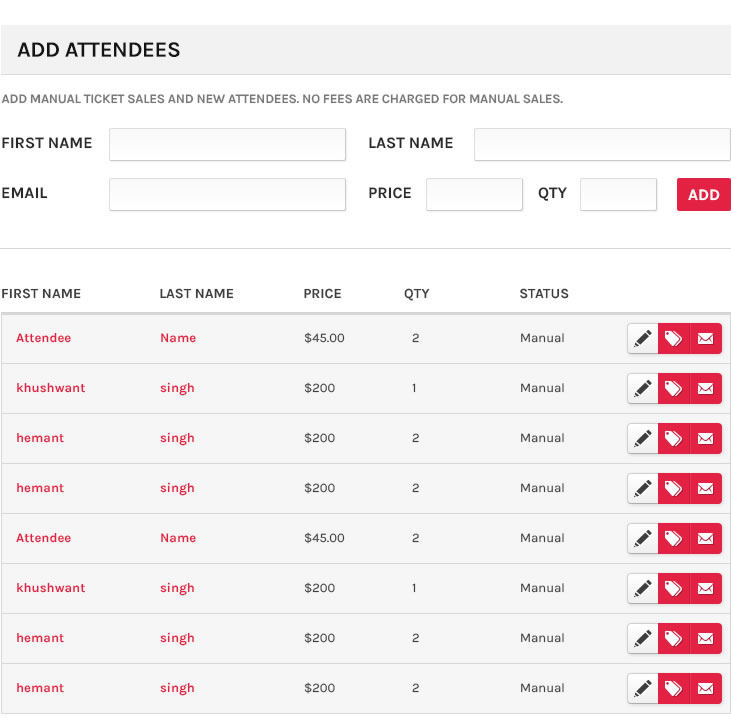 ADD ATTENDEES
ADD MANUAL TICKET SALES AND NEW ATTENDEES. NO FEES ARE CHARGED FOR MANUAL SALES.
FIRST NAME LAST NAME
EMAIL PRICE QTY ADD
FIRST NAME LAST NAME PRICE QTY STATUS
Attendee Name $45.00 2 Manual
khushwant singh $200 1 Manual
hemant singh $200 2 Manual
hemant singh $200 2 Manual
Attendee Name $45.00 2 Manual
khushwant singh $200 1 Manual
hemant singh $200 2 Manual
hemant singh $200 2 Manual